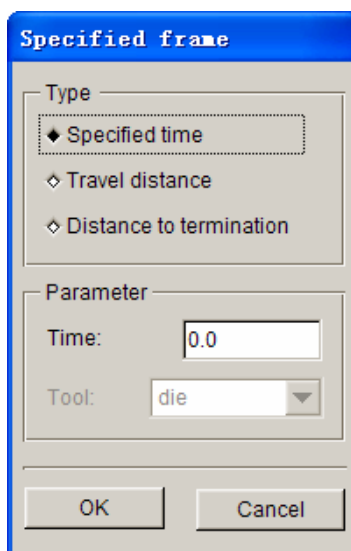 Specified frame
Type
Specified time
Travel distance
Distance to termination
Parameter
Time: 0.0
Tool: die
OK Cancel